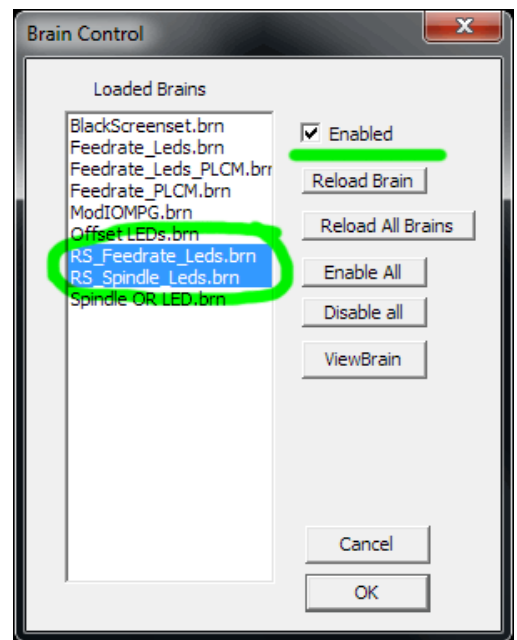 Brain Control
Loaded Brains
BlackScreenset.brn
Feedrate_Leds.brn
Feedrate_Leds_PLCM.brr
Feedrate_PLCM.brn
ModIOMPG.brn
Offset LEDs.brn
RS_Feedrate_Leds.brn
RS_Spindle_Leds.brn
Spindle OR LED.brn
Enabled
Reload Brain
Reload All Brains
Enable All
Disable all
ViewBrain
Cancel
OK